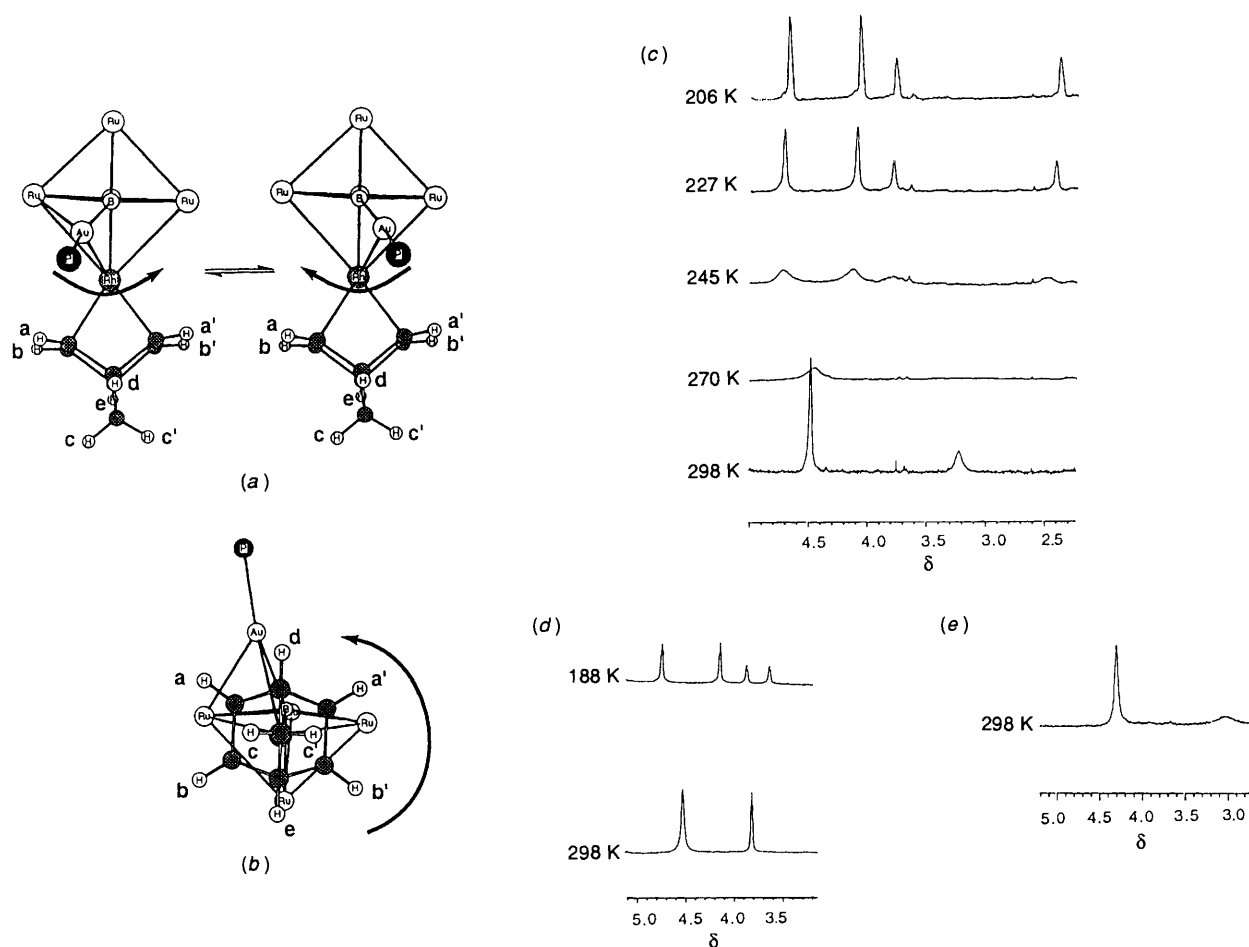 (c)
206 K
227 K
245 K
270 K
298 K
4.5 4.0 3.5 3.0 2.5
δ
Ru
Ru B Ru
Au
P
Rh
a H H a'
b H H b'
H d
e H
c H H c'
Ru
Ru B Ru
Au
P
Rh
a H H a'
b H H b'
H d
e H
c H H c'
(a)
P
Au
d
H
a H a' H
Ru B Ru Ru
H H
c c'
b H H b'
Ru
H
e
(b)
(d)
188 K
298 K
5.0 4.5 4.0 3.5
δ
(e)
298 K
5.0 4.5 4.0 3.5 3.0
δ